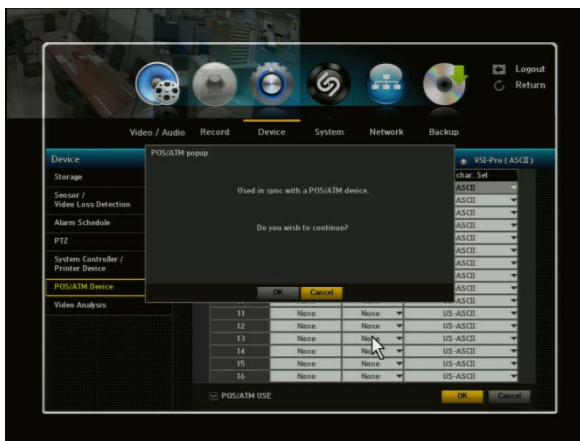 Logout
Return
Video / Audio Record Device System Network Backup
Device
VSI-Pro ( ASCII )
POS/ATM popup
Used in sync with a POS/ATM device.
Do you wish to continue?
OK Cancel
Storage
Sensor /
Video Loss Detection
Alarm Schedule
PTZ
System Controller /
Printer Device
POS/ATM Device
Video Analysis
char. Set
-ASCII
-ASCII
-ASCII
-ASCII
-ASCII
-ASCII
-ASCII
-ASCII
-ASCII
US-ASCII
11 None None US-ASCII
12 None None US-ASCII
13 None None US-ASCII
14 None None US-ASCII
15 None None US-ASCII
16 None None US-ASCII
POS/ATM USE
OK Cancel